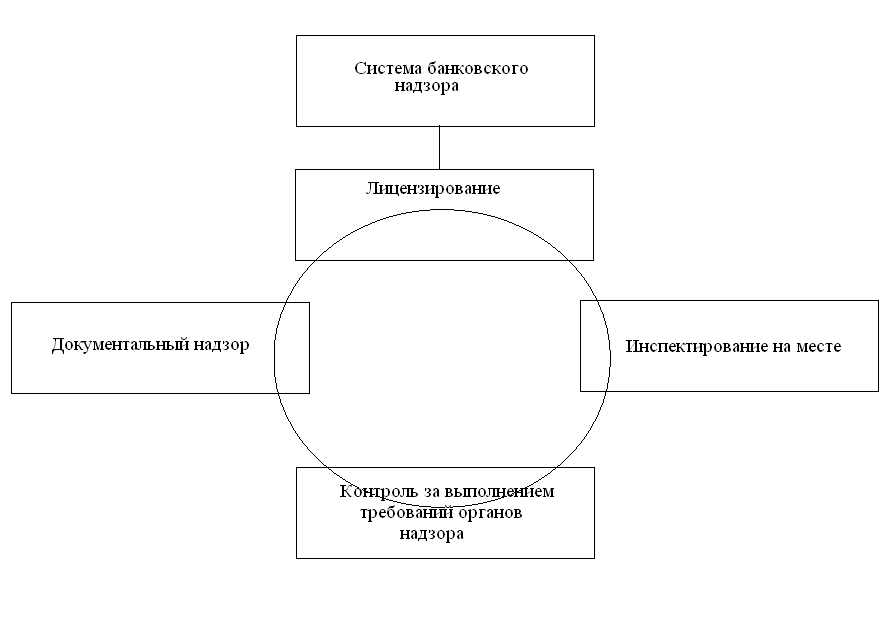 Система банковского
надзора
Лицензирование
Документальный надзор
Инспектирование на месте
Контроль за выполнением
требований органов
надзора